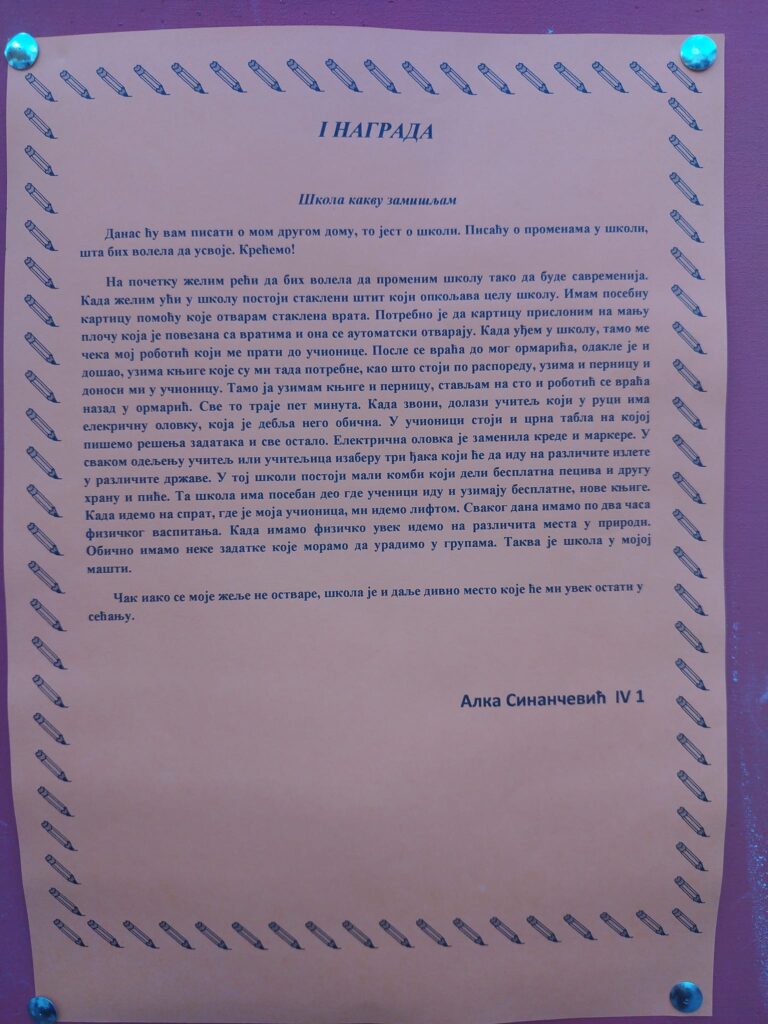 I НАГРАДА
Школа какву замишљам
Данас ћу вам писати о мом другом дому, то јест о школи. Писаћу о променама у школи,
шта бих волела да усвоје. Крећемо!
На почетку желим рећи да бих волела да променим школу тако да буде савременија.
Када желим ући у школу постоји стаклени штит који опкољава целу школу. Имам посебну
картицу помоћу које отварам стаклена врата. Потребно је да картицу прислоним на мању
плочу која је повезана са вратима и она се аутоматски отварају. Када уђем у школу, тамо ме
чека мој роботић који ме прати до учионице. После се враћа до мог ормарића, одакле је и
дошао, узима књиге које су ми тада потребне, као што стоји по распореду, узима и перницу и
доноси ми у учионицу. Тамо ја узимам књиге и перницу, стављам на сто и роботић се враћа
назад у ормарић. Све то траје пет минута. Када звони, долази учитељ који у руци има
елекричну оловку, која је дебља него обична. У учионици стоји и црна табла на којој
пишемо решења задатака и све остало. Електрична оловка је заменила креде и маркере. У
сваком одељењу учитељ или учитељица изаберу три ђака који ће да иду на различите излете
у различите државе. У тој школи постоји мали комби који дели бесплатна пецива и другу
храну и пиће. Та школа има посебан део где ученици иду и узимају бесплатне, нове књиге.
Када идемо на спрат, где је моја учионица, ми идемо лифтом. Сваког дана имамо по два часа
физичког васпитања. Када имамо физичко увек идемо на различита места у природи.
Обично имамо неке задатке које морамо да урадимо у групама. Таква је школа у мојој
машти.
Чак иако се моје жеље не остваре, школа је и даље дивно место које ће ми увек остати у
сећању.
Алка Синанчевић IV 1